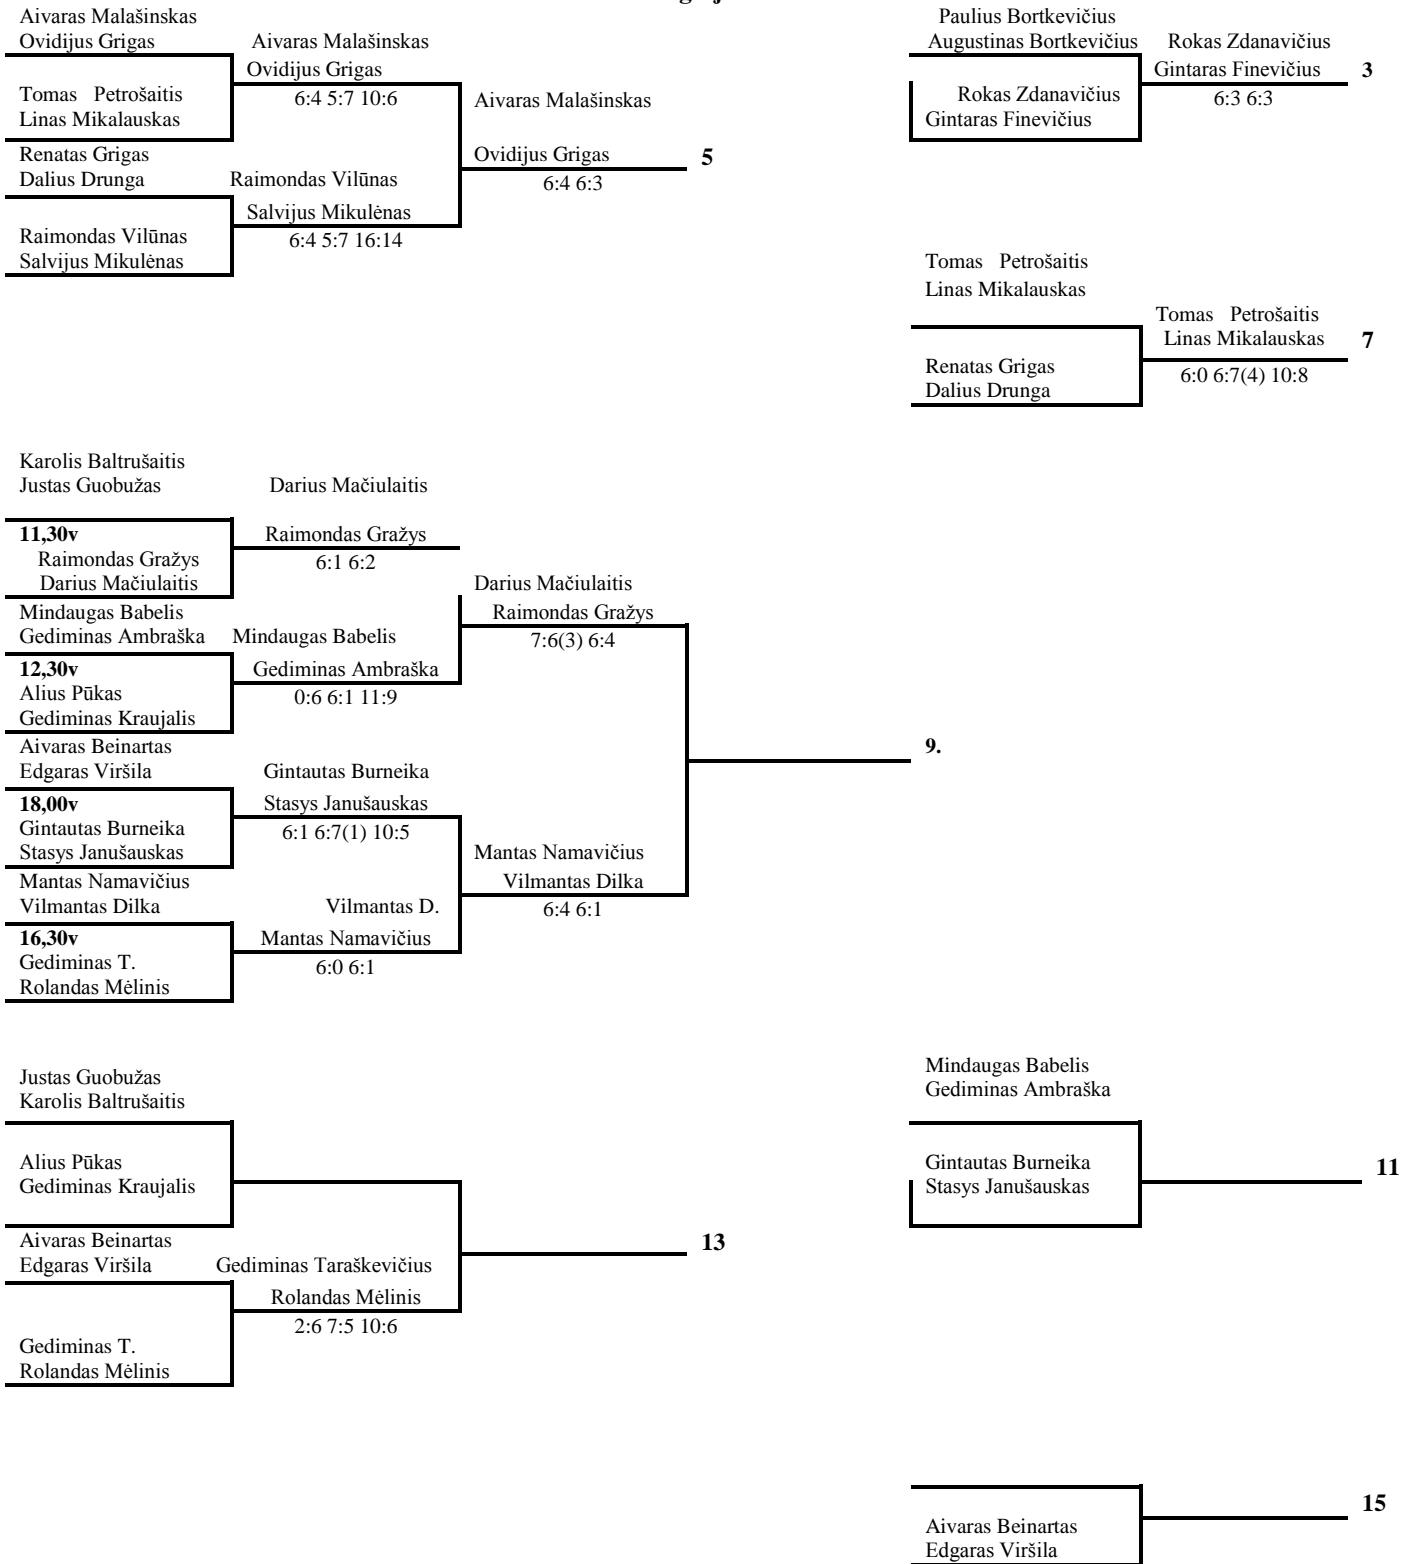 Aivaras Malašinskas
Ovidijus Grigas
Aivaras Malašinskas
Ovidijus Grigas
6:4 5:7 10:6
Tomas Petrošaitis
Linas Mikalauskas
Aivaras Malašinskas
Ovidijus Grigas
5
6:4 6:3
Renatas Grigas
Dalius Drunga
Raimondas Vilūnas
Salvijus Mikulėnas
6:4 5:7 16:14
Raimondas Vilūnas
Salvijus Mikulėnas
Paulius Bortkevičius
Augustinas Bortkevičius
Rokas Zdanavičius
Gintaras Finevičius
3
6:3 6:3
Rokas Zdanavičius
Gintaras Finevičius
Tomas Petrošaitis
Linas Mikalauskas
Tomas Petrošaitis
Linas Mikalauskas
7
6:0 6:7(4) 10:8
Renatas Grigas
Dalius Drunga
Karolis Baltrušaitis
Justas Guobužas
Darius Mačiulaitis
11,30v
Raimondas Gražys
6:1 6:2
Raimondas Gražys
Darius Mačiulaitis
Darius Mačiulaitis
Raimondas Gražys
7:6(3) 6:4
Mindaugas Babelis
Gediminas Ambraška
Mindaugas Babelis
12,30v
Gediminas Ambraška
0:6 6:1 11:9
Alius Pūkas
Gediminas Kraujalis
Aivaras Beinartas
Edgaras Viršila
Gintautas Burneika
9.
18,00v
Stasys Janušauskas
6:1 6:7(1) 10:5
Gintautas Burneika
Stasys Janušauskas
Mantas Namavičius
Vilmantas Dilka
6:4 6:1
Mantas Namavičius
Vilmantas Dilka
Vilmantas D.
16,30v
Mantas Namavičius
6:0 6:1
Gediminas T.
Rolandas Mėlinis
Justas Guobužas
Karolis Baltrušaitis
Alius Pūkas
Gediminas Kraujalis
Aivaras Beinartas
Edgaras Viršila
Gediminas Taraškevičius
Rolandas Mėlinis
2:6 7:5 10:6
13
Gediminas T.
Rolandas Mėlinis
Mindaugas Babelis
Gediminas Ambraška
Gintautas Burneika
Stasys Janušauskas
11
15
Aivaras Beinartas
Edgaras Viršila